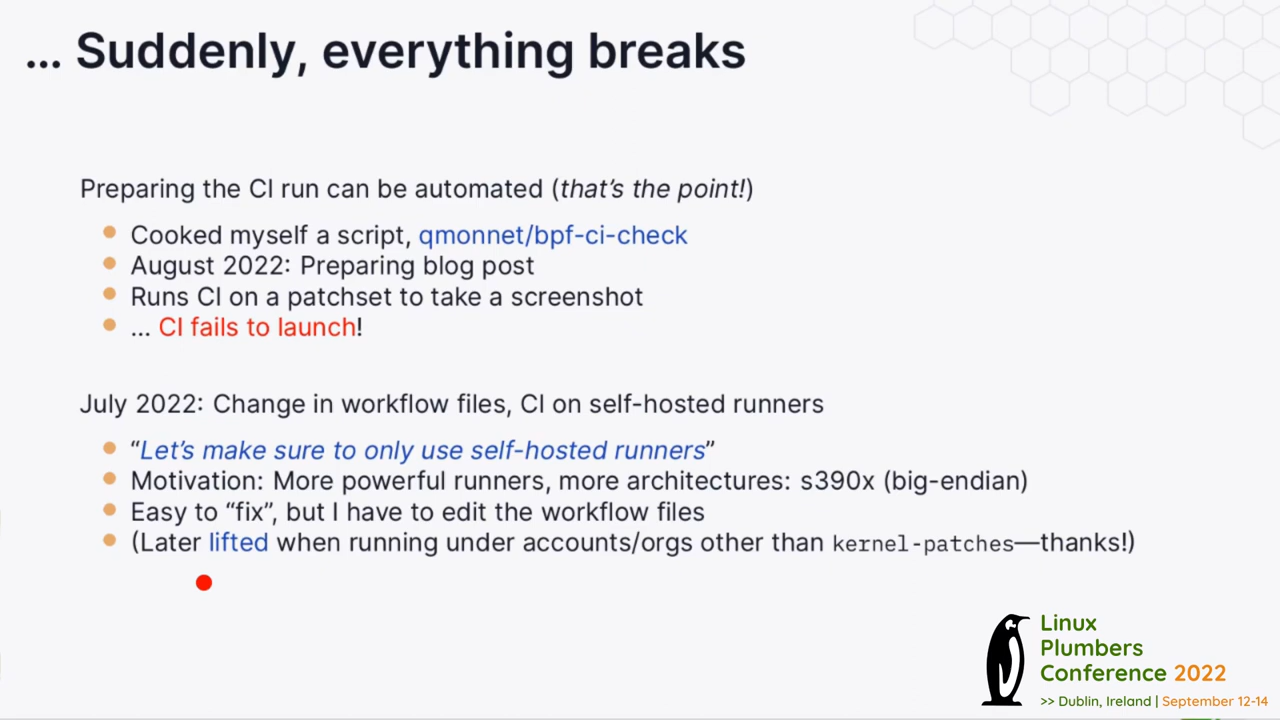 ... Suddenly, everything breaks
Preparing the CI run can be automated (that's the point!)
Cooked myself a script, qmonnet/bpf-ci-check
August 2022: Preparing blog post
Runs CI on a patchset to take a screenshot
... CI fails to launch!
July 2022: Change in workflow files, CI on self-hosted runners
“Let's make sure to only use self-hosted runners”
Motivation: More powerful runners, more architectures: s390x (big-endian)
Easy to “fix”, but I have to edit the workflow files
(Later lifted when running under accounts/orgs other than kernel-patches—thanks!)
Linux
Plumbers
Conference 2022
>> Dublin, Ireland | September 12-14